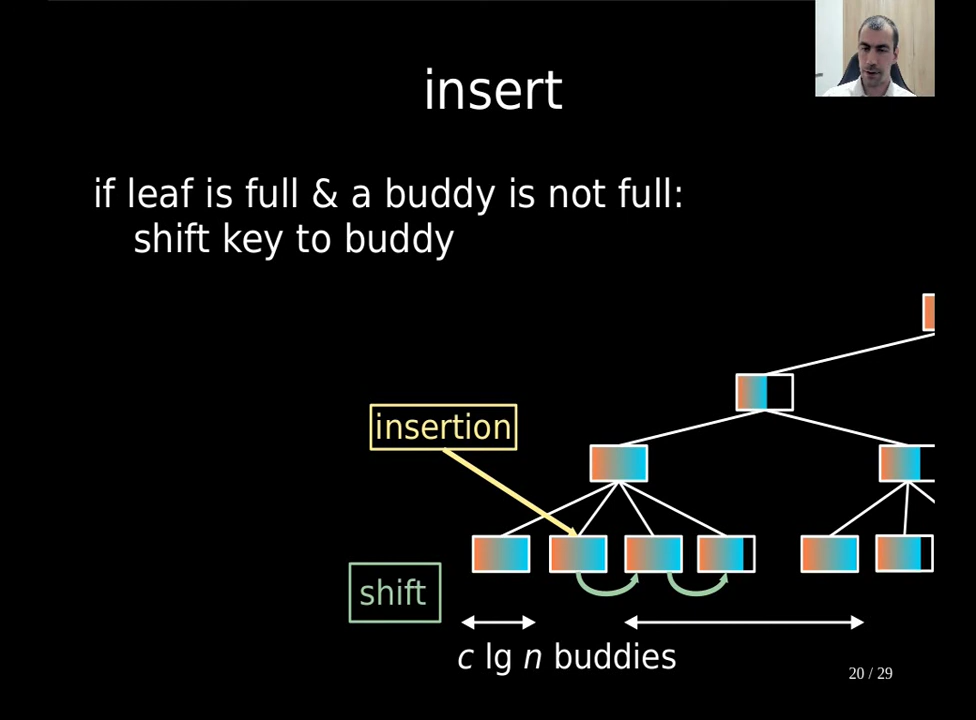 insert
if leaf is full & a buddy is not full:
shift key to buddy
insertion
shift
c lg n buddies
20 / 29